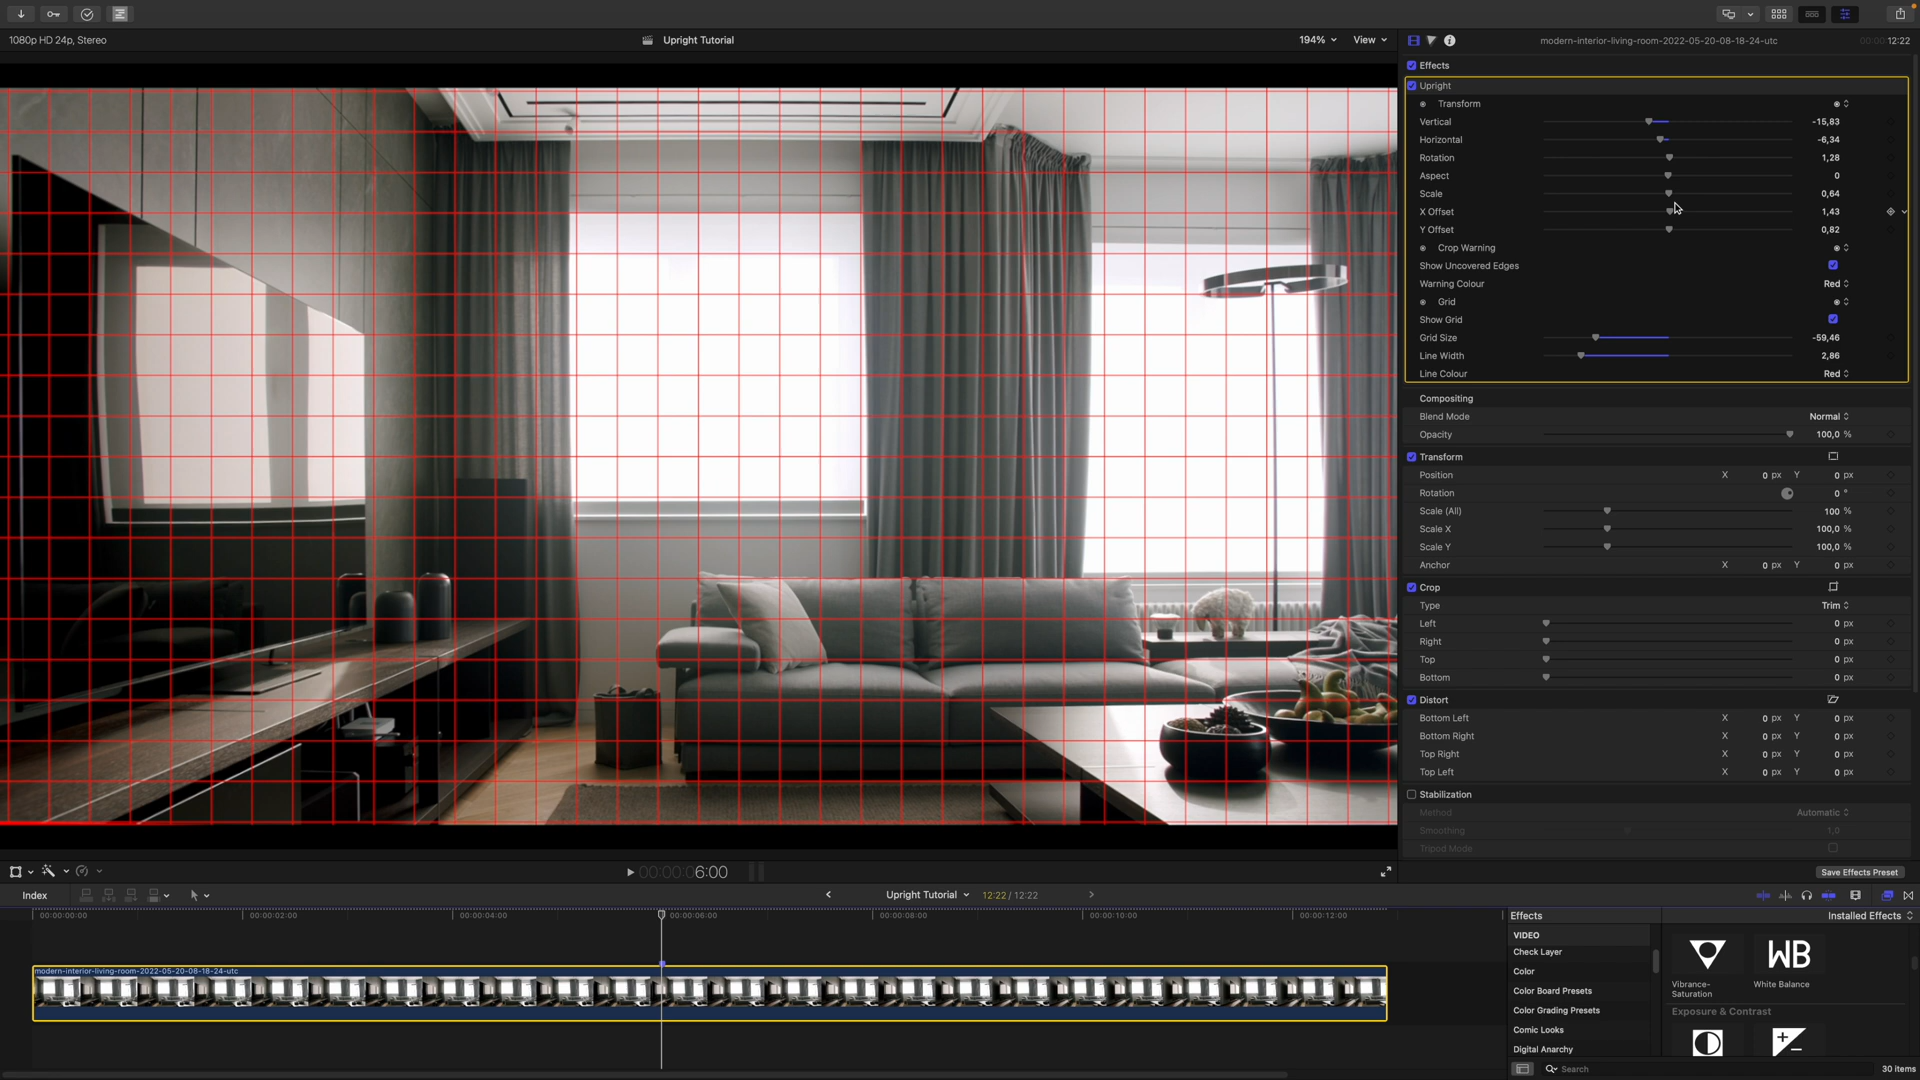 1080p HD 24p, Stereo
Upright Tutorial
194%
View
modern-interior-living-room-2022-05-20-08-18-24-utc
00:00:12:22
Effects
Upright
Transform
Vertical -15,83
Horizontal -6,34
Rotation 1,28
Aspect 0
Scale 0,64
X Offset 1,43
Y Offset 0,82
Crop Warning
Show Uncovered Edges
Warning Colour Red
Grid
Show Grid
Grid Size -59,46
Line Width 2,86
Line Colour Red
Compositing
Blend Mode Normal
Opacity 100,0 %
Transform
Position X 0 px Y 0 px
Rotation 0 °
Scale (All) 100 %
Scale X 100,0 %
Scale Y 100,0 %
Anchor X 0 px Y 0 px
Crop
Type Trim
Left 0 px
Right 0 px
Top 0 px
Bottom 0 px
Distort
Bottom Left X 0 px Y 0 px
Bottom Right X 0 px Y 0 px
Top Right X 0 px Y 0 px
Top Left X 0 px Y 0 px
Stabilization
Method Automatic
Smoothing 1,0
Tripod Mode
Save Effects Preset
00:00:06:00
Index
Upright Tutorial
12:22 / 12:22
00:00:00:00
00:00:02:00
00:00:04:00
00:00:06:00
00:00:08:00
00:00:10:00
00:00:12:00
modern-interior-living-room-2022-05-20-08-18-24-utc
Effects
Installed Effects
VIDEO
Check Layer
Color
Color Board Presets
Color Grading Presets
Comic Looks
Digital Anarchy
Vibrance-
Saturation
WB
White Balance
Exposure & Contrast
Search
30 items